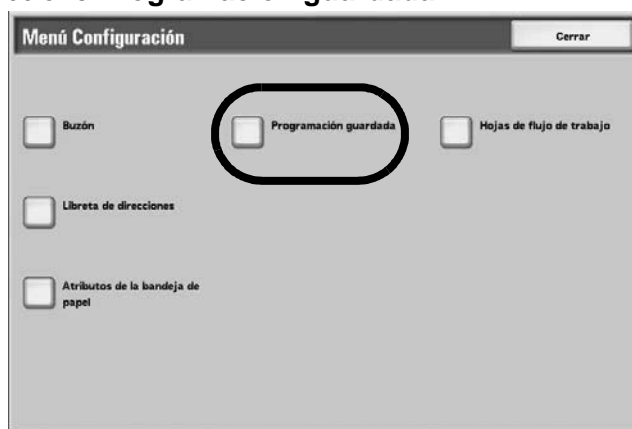 Menú Configuración
Cerrar
Buzón
Programación guardada
Hojas de flujo de trabajo
Libreta de direcciones
Atributos de la bandeja de
papel